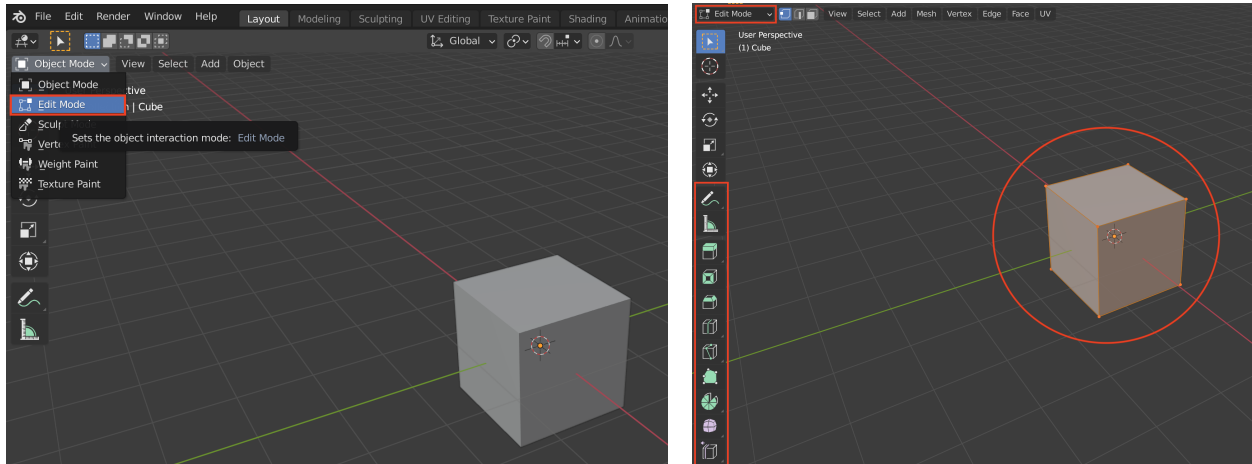 File Edit Render Window Help Layout Modeling Sculpting UV Editing Texture Paint Shading
Global
Object Mode View Select Add Object
Object Mode
Edit Mode
Weight Paint
Texture Paint
| Cube
Sets the object interaction mode: Edit Mode
Edit Mode View Select Add Mesh Vertex Edge Face UV
User Perspective
(1) Cube